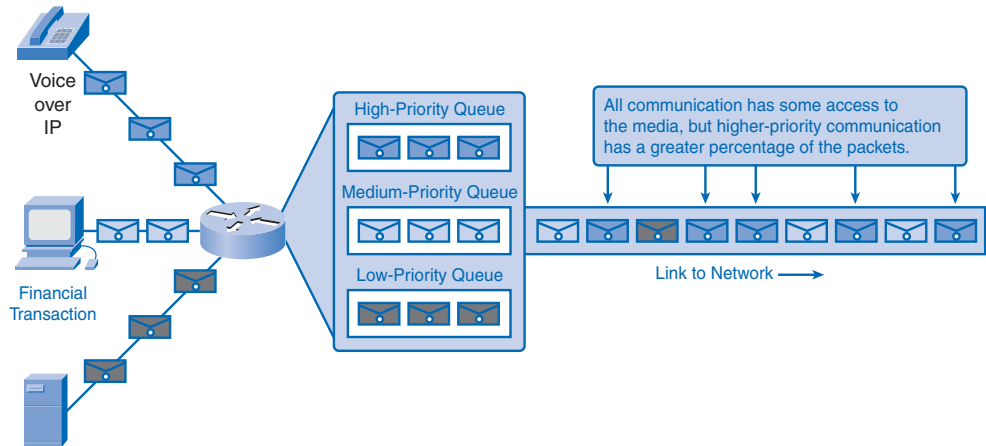 Voice
over
IP
Financial
Transaction
High-Priority Queue
Medium-Priority Queue
Low-Priority Queue
All communication has some access to
the media, but higher-priority communication
has a greater percentage of the packets.
Link to Network